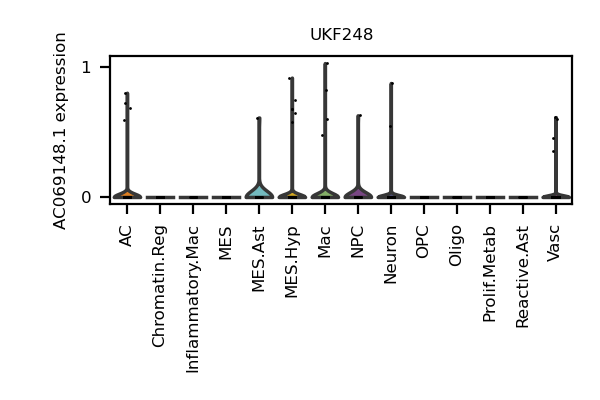 UKF248
AC069148.1 expression
1
0
AC
Chromatin.Reg
Inflammatory.Mac
MES
MES.Ast
MES.Hyp
Mac
NPC
Neuron
OPC
Oligo
Prolif.Metab
Reactive.Ast
Vasc